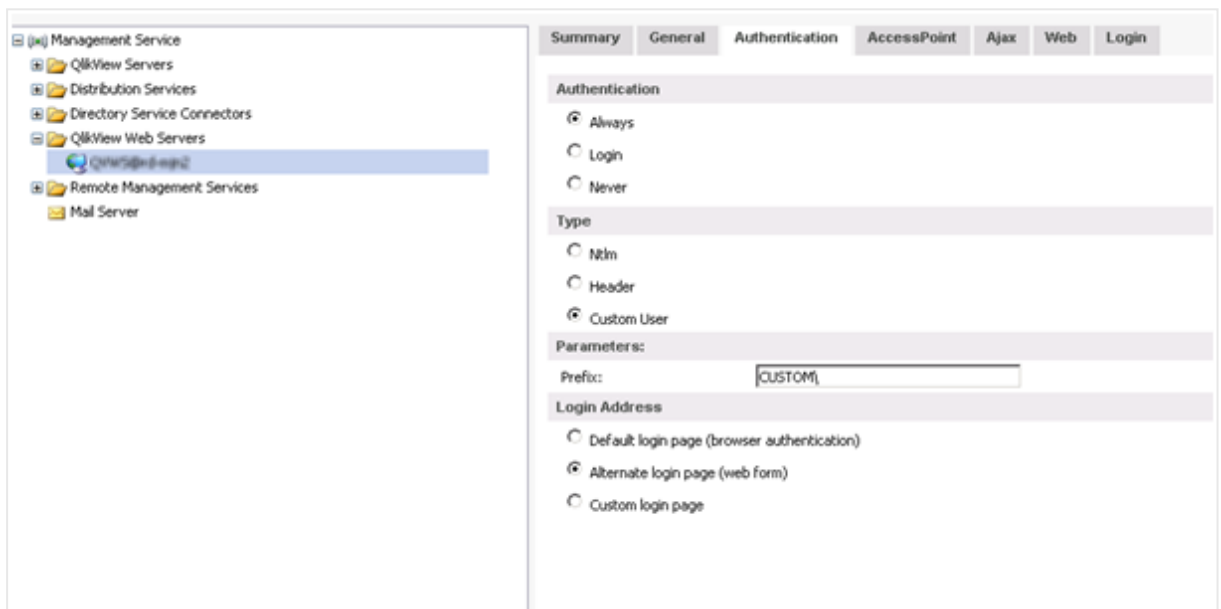 Management Service
QlikView Servers
Distribution Services
Directory Service Connectors
QlikView Web Servers
Remote Management Services
Mail Server
Summary General Authentication AccessPoint Ajax Web Login
Authentication
Always
Login
Never
Type
Ntlm
Header
Custom User
Parameters:
Prefix: CUSTOM\
Login Address
Default login page (browser authentication)
Alternate login page (web form)
Custom login page